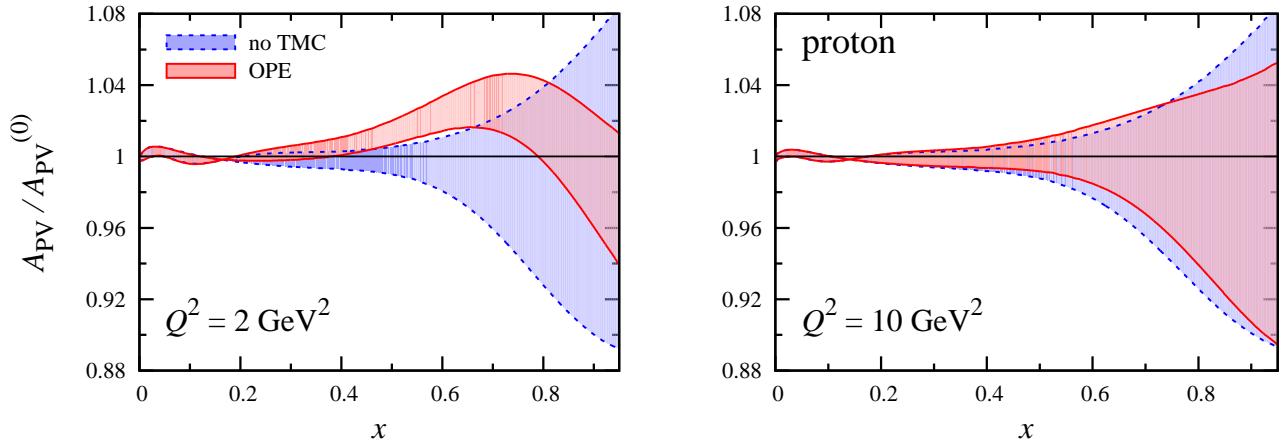 1.08
1.04
1
0.96
0.92
0.88
A_PV / A_PV^(0)
no TMC
OPE
Q^2 = 2 GeV^2
0 0.2 0.4 0.6 0.8
x
1.08
1.04
1
0.96
0.92
0.88
proton
Q^2 = 10 GeV^2
0 0.2 0.4 0.6 0.8
x